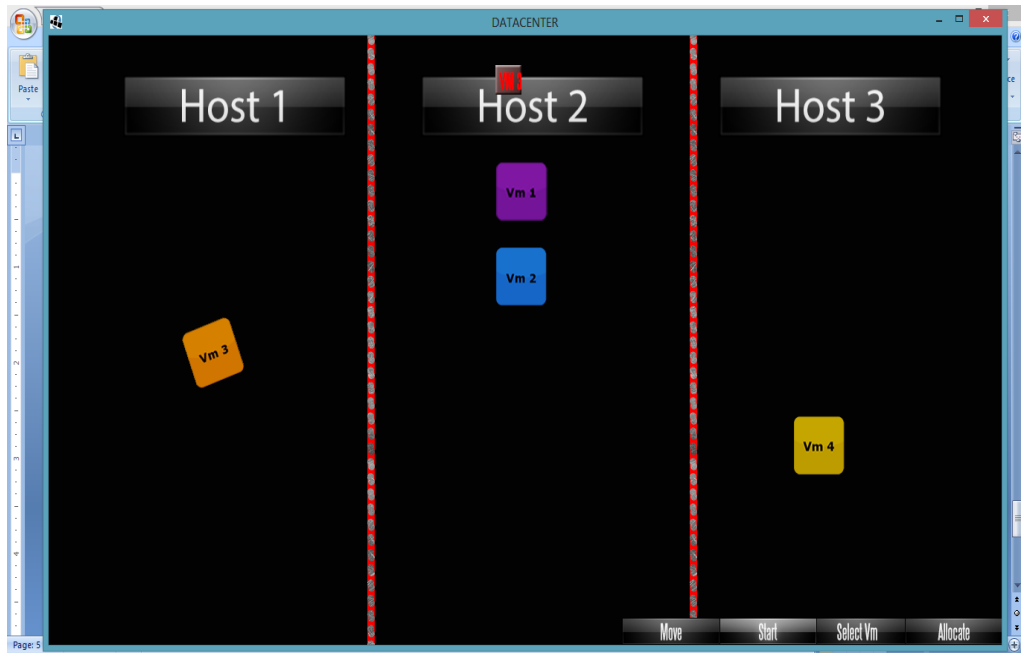 DATACENTER
Paste
Host 1
Host 2
Host 3
Vm 1
Vm 2
Vm 3
Vm 4
Move
Start
Select Vm
Allocate
Page: 5